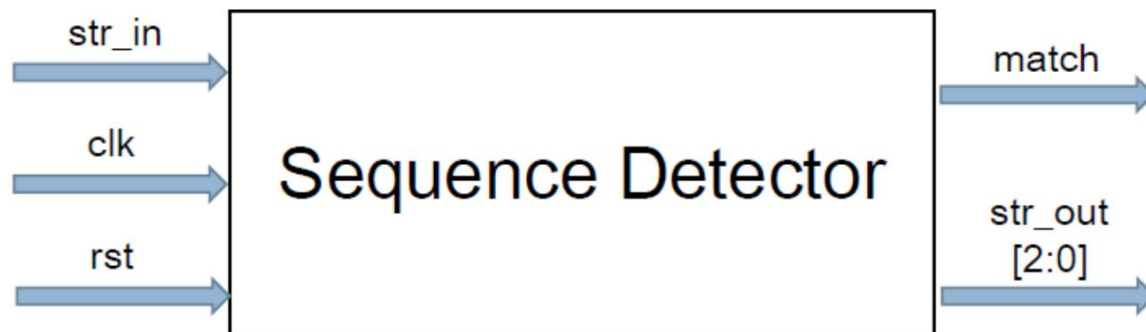 str_in
clk
rst
Sequence Detector
match
str_out
[2:0]